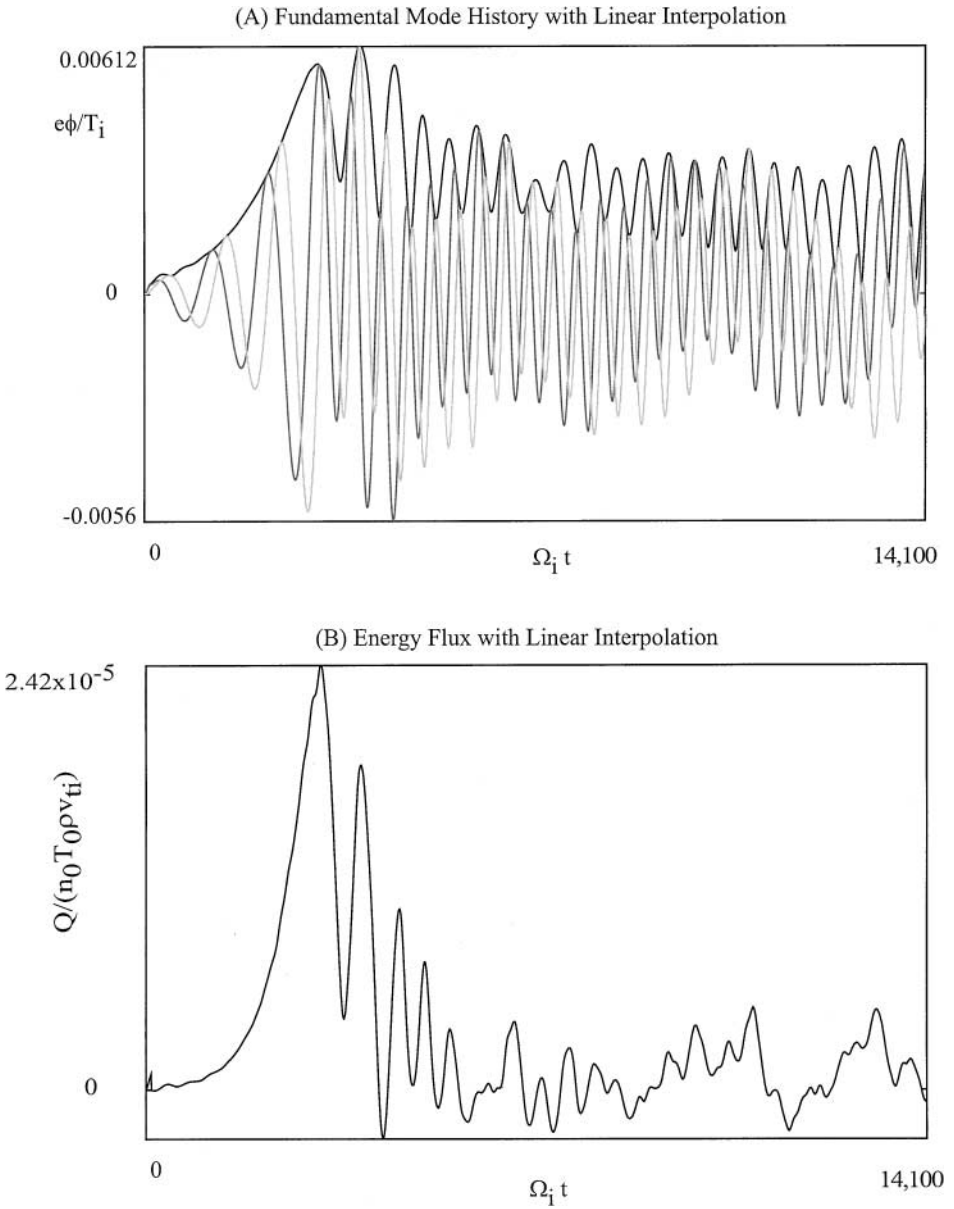 (A) Fundamental Mode History with Linear Interpolation
0.00612
eϕ/Tᵢ
0
-0.0056
0
Ωᵢ t
14,100
(B) Energy Flux with Linear Interpolation
2.42x10⁻⁵
Q/(n₀T₀ρvₜᵢ)
0
0
Ωᵢ t
14,100